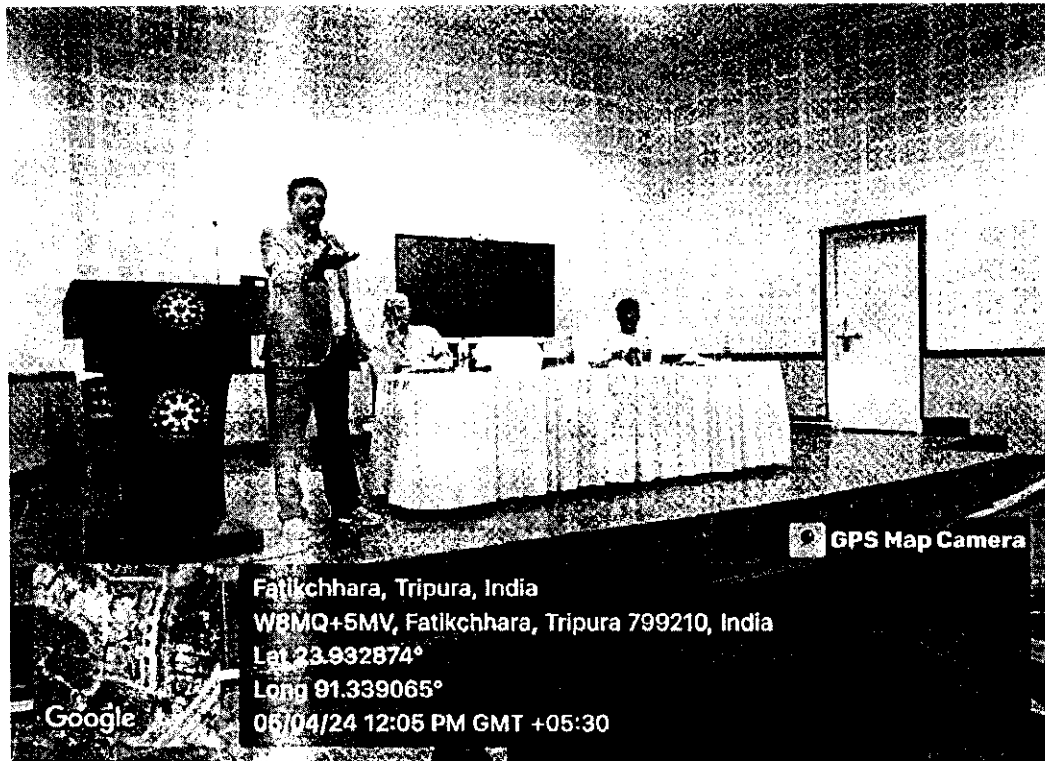 GPS Map Camera
Fatikchhara, Tripura, India
W8MQ+5MV, Fatikchhara, Tripura 799210, India
Lat 23.932874°
Long 91.339065°
05/04/24 12:05 PM GMT +05:30
Google